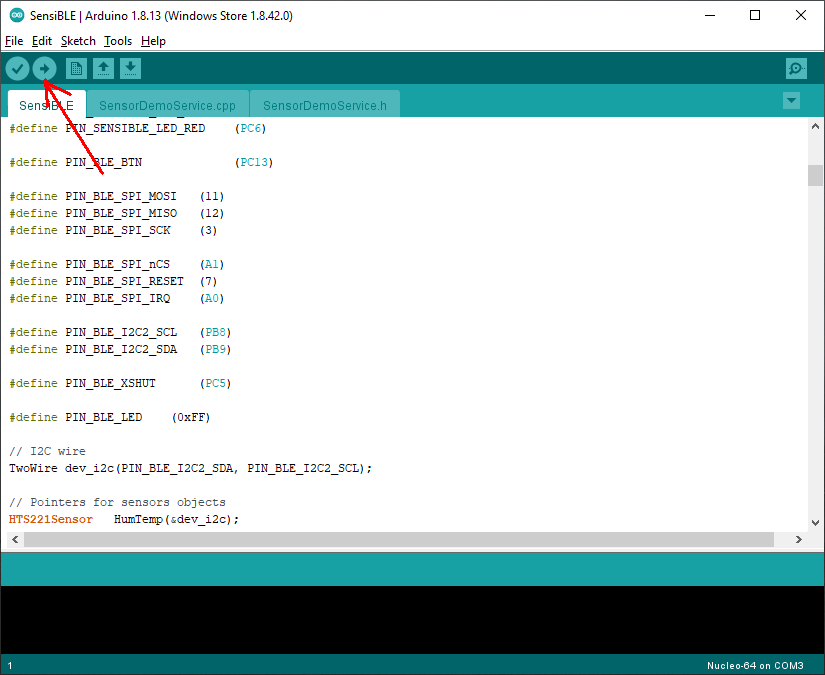 SensiBLE | Arduino 1.8.13 (Windows Store 1.8.42.0)
File Edit Sketch Tools Help
SensiBLE SensorDemoService.cpp SensorDemoService.h
#define PIN_SENSIBLE_LED_RED (PC6)
#define PIN_BLE_BTN (PC13)
#define PIN_BLE_SPI_MOSI (11)
#define PIN_BLE_SPI_MISO (12)
#define PIN_BLE_SPI_SCK (3)
#define PIN_BLE_SPI_nCS (A1)
#define PIN_BLE_SPI_RESET (7)
#define PIN_BLE_SPI_IRQ (A0)
#define PIN_BLE_I2C2_SCL (PB8)
#define PIN_BLE_I2C2_SDA (PB9)
#define PIN_BLE_XSHUT (PC5)
#define PIN_BLE_LED (0xFF)
// I2C wire
TwoWire dev_i2c(PIN_BLE_I2C2_SDA, PIN_BLE_I2C2_SCL);
// Pointers for sensors objects
HTS221Sensor HumTemp(&dev_i2c);
1 Nucleo-64 on COM3